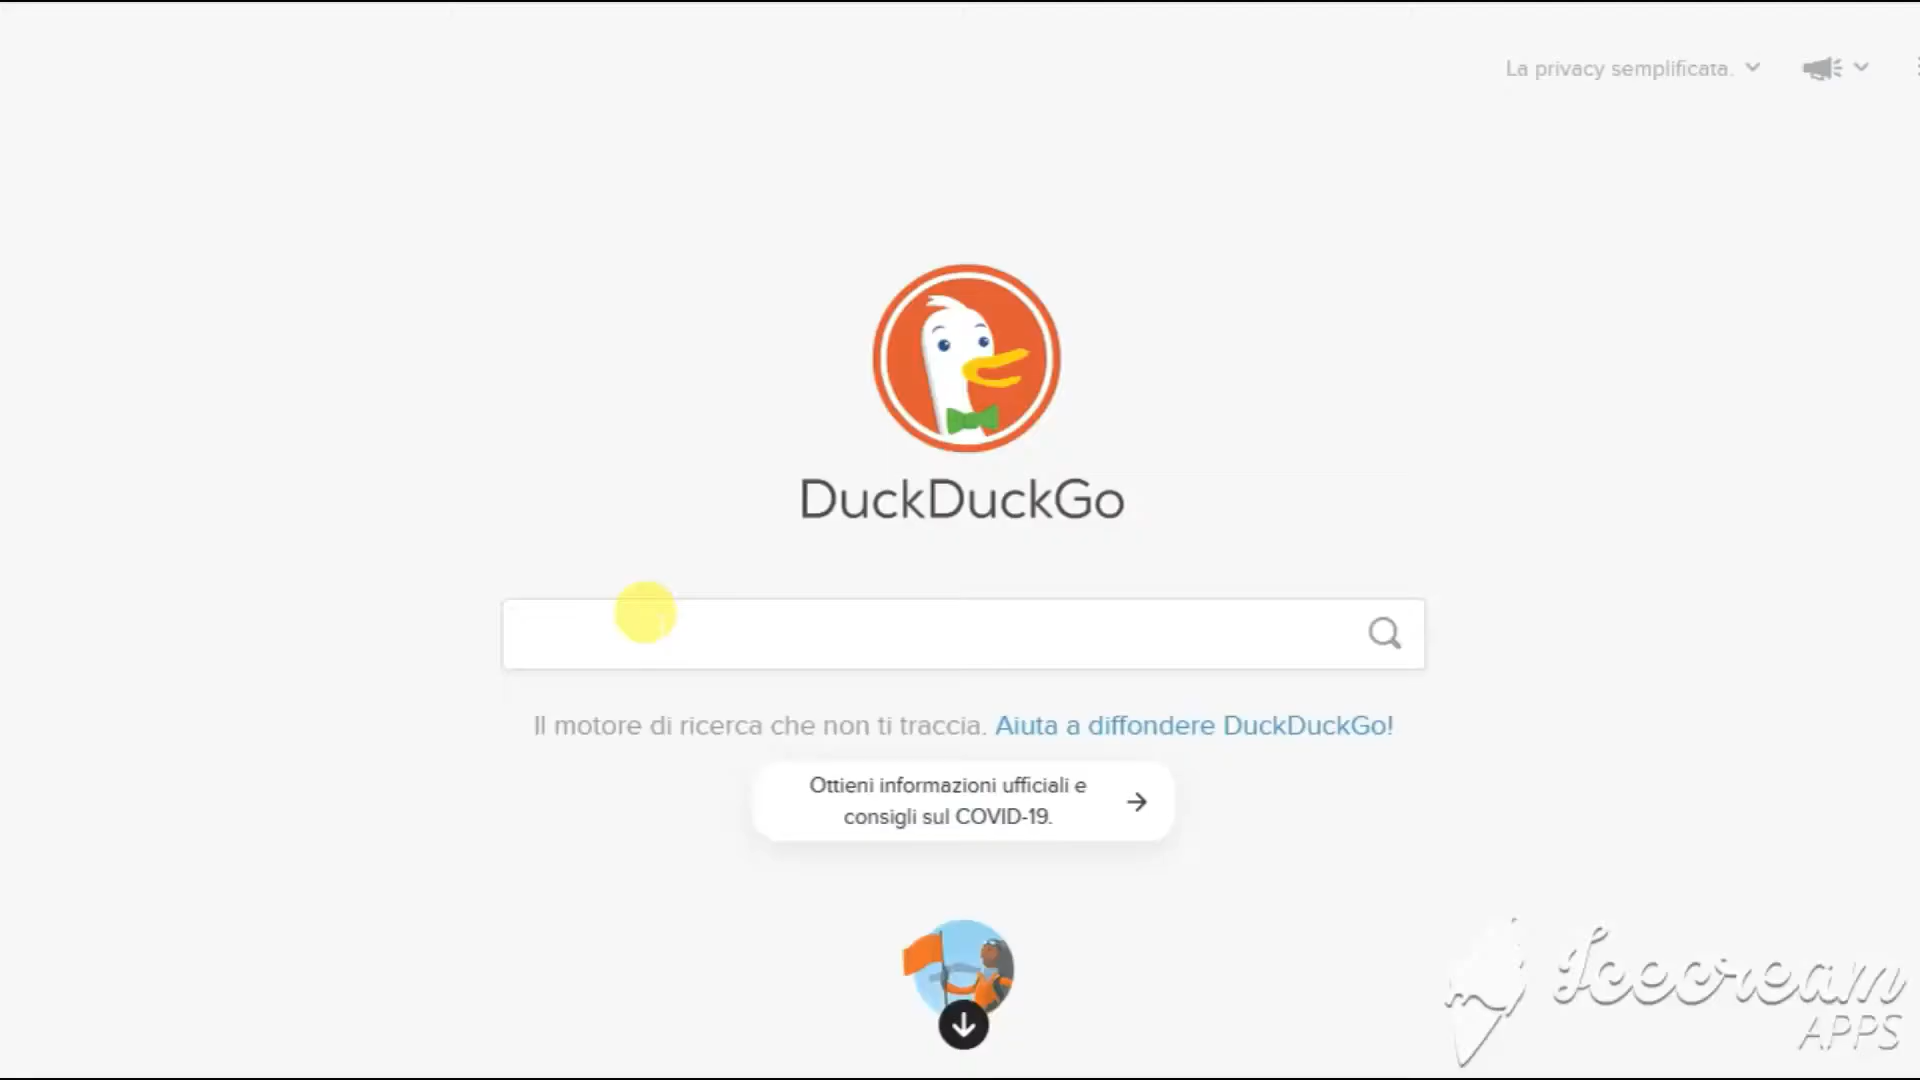 La privacy semplificata.
DuckDuckGo
Il motore di ricerca che non ti traccia. Aiuta a diffondere DuckDuckGo!
Ottieni informazioni ufficiali e
consigli sul COVID-19.
Icecream
APPS